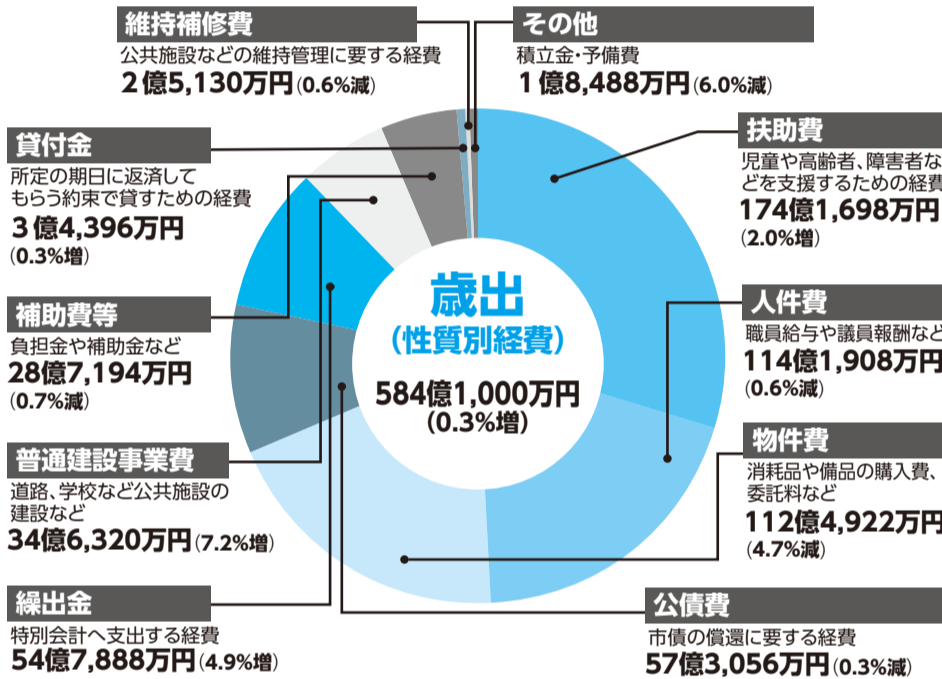 維持補修費
公共施設などの維持管理に要する経費
2億5,130万円(0.6%減)
その他
積立金・予備費
1億8,488万円(6.0%減)
貸付金
所定の期日に返済して
もらう約束で貸すための経費
3億4,396万円
(0.3%増)
扶助費
児童や高齢者、障害者な
どを支援するための経費
174億1,698万円
(2.0%増)
補助費等
負担金や補助金など
28億7,194万円
(0.7%減)
歳出
(性質別経費)
584億1,000万円
(0.3%増)
人件費
職員給与や議員報酬など
114億1,908万円
(0.6%減)
普通建設事業費
道路、学校など公共施設の
建設など
34億6,320万円(7.2%増)
物件費
消耗品や備品の購入費、
委託料など
112億4,922万円
(4.7%減)
繰出金
特別会計へ支出する経費
54億7,888万円(4.9%増)
公債費
市債の償還に要する経費
57億3,056万円(0.3%減)